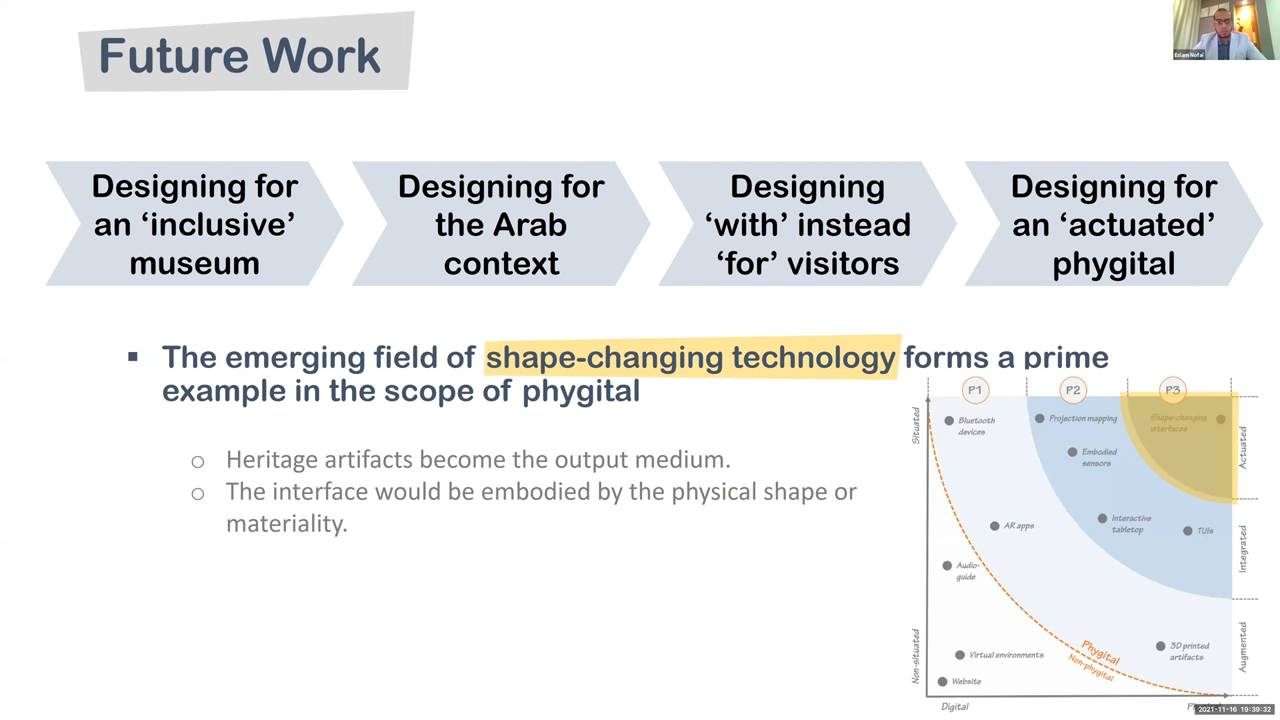 Future Work
Eslam Nofal
Designing for
an ‘inclusive’
museum
Designing for
the Arab
context
Designing
‘with’ instead
‘for’ visitors
Designing for
an ‘actuated’
phygital
▪ The emerging field of shape-changing technology forms a prime
example in the scope of phygital
o Heritage artifacts become the output medium.
o The interface would be embodied by the physical shape or
materiality.
P1
P2
P3
Situated
Non-situated
Bluetooth
devices
Projection mapping
Embodied
sensors
Shape-changing
interfaces
AR apps
Interactive
tabletop
TUIs
Audio-
guide
Virtual environments
Website
3D printed
artifacts
Phygital
Non-phygital
Actuated
Integrated
Augmented
Digital
2021-11-16 19:39:32